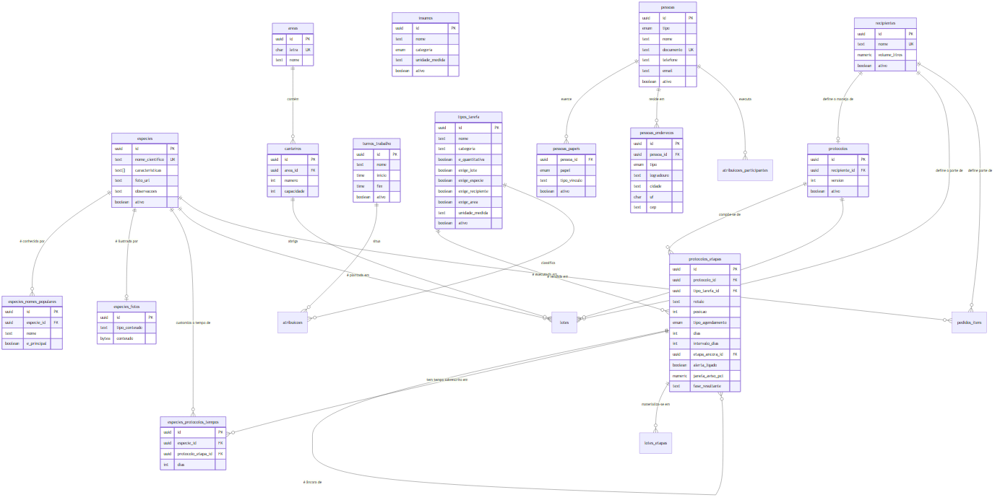 pessoas
uuid id PK
enum tipo
text nome
text documento UK
text telefone
text email
boolean ativo
insumos
uuid id PK
text nome
enum categoria
text unidade_medida
boolean ativo
recipientes
uuid id PK
text nome UK
numeric volume_litros
boolean ativo
areas
uuid id PK
char letra UK
text nome
contém
exerce
reside em
executa
define o manejo de
tipos_tarefa
uuid id PK
text nome
text categoria
boolean e_quantitativa
boolean exige_lote
boolean exige_especie
boolean exige_recipiente
boolean exige_area
text unidade_medida
boolean ativo
especies
uuid id PK
text nome_cientifico UK
text[] caracteristicas
text foto_url
text observacoes
boolean ativo
turnos_trabalho
uuid id PK
text nome
time inicio
time fim
boolean ativo
canteiros
uuid id PK
uuid area_id FK
int numero
int capacidade
pessoas_papeis
uuid pessoa_id FK
enum papel
text tipo_vinculo
boolean ativo
pessoas_enderecos
uuid id PK
uuid pessoa_id FK
enum tipo
text logradouro
text cidade
char uf
text cep
atribuicoes_participantes
protocolos
uuid id PK
uuid recipiente_id FK
int version
boolean ativo
define o porte de
define porte de
compõe-se de
é conhecida por
é ilustrada por
abriga
situa
classifica
é plantada em
é executado em
é vendida em
protocolos_etapas
uuid id PK
uuid protocolo_id FK
uuid tipo_tarefa_id FK
text rotulo
int posicao
enum tipo_agendamento
int dias
int intervalo_dias
uuid etapa_ancora_id FK
boolean alerta_ligado
numeric janela_aviso_pct
text fase_resultante
especies_nomes_populares
uuid id PK
uuid especie_id FK
text nome
boolean e_principal
especies_fotos
uuid id PK
text tipo_conteudo
bytea conteudo
customiza o tempo de
atribuicoes
lotes
pedidos_itens
tem tempo sobrescrito em
materializa-se em
especies_protocolos_tempos
uuid id PK
uuid especie_id FK
uuid protocolo_etapa_id FK
int dias
lotes_etapas
é âncora de